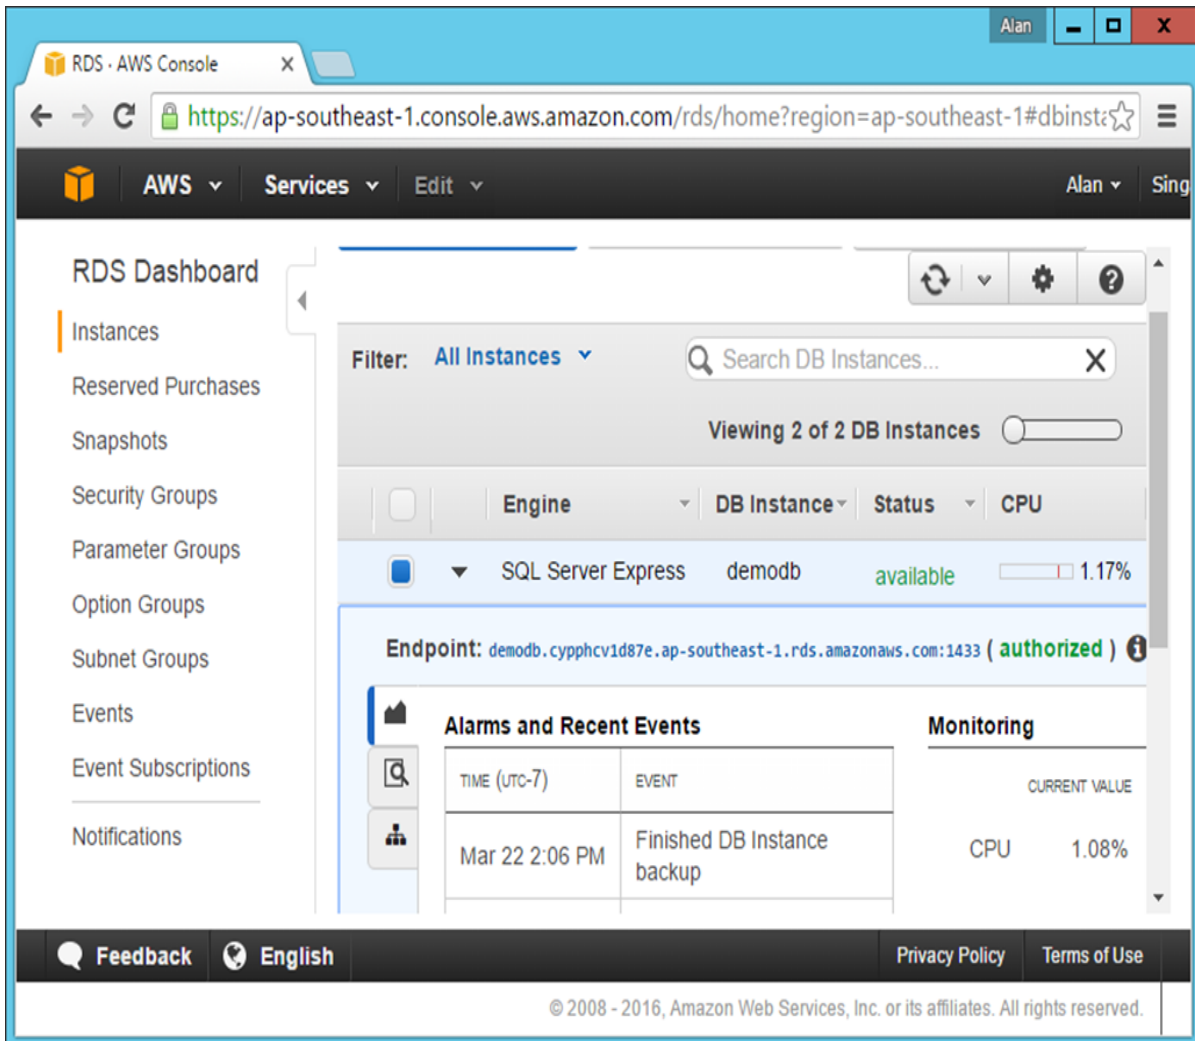 Alan
RDS · AWS Console
https://ap-southeast-1.console.aws.amazon.com/rds/home?region=ap-southeast-1#dbinsta
AWS Services Edit Alan Sing
RDS Dashboard
Instances
Reserved Purchases
Snapshots
Security Groups
Parameter Groups
Option Groups
Subnet Groups
Events
Event Subscriptions
Notifications
Filter: All Instances Search DB Instances...
Viewing 2 of 2 DB Instances
Engine DB Instance Status CPU
SQL Server Express demodb available 1.17%
Endpoint: demodb.cypphcv1d87e.ap-southeast-1.rds.amazonaws.com:1433 ( authorized )
Alarms and Recent Events
TIME (UTC-7) EVENT
Mar 22 2:06 PM Finished DB Instance
backup
Monitoring
CURRENT VALUE
CPU 1.08%
Feedback English Privacy Policy Terms of Use
© 2008 - 2016, Amazon Web Services, Inc. or its affiliates. All rights reserved.